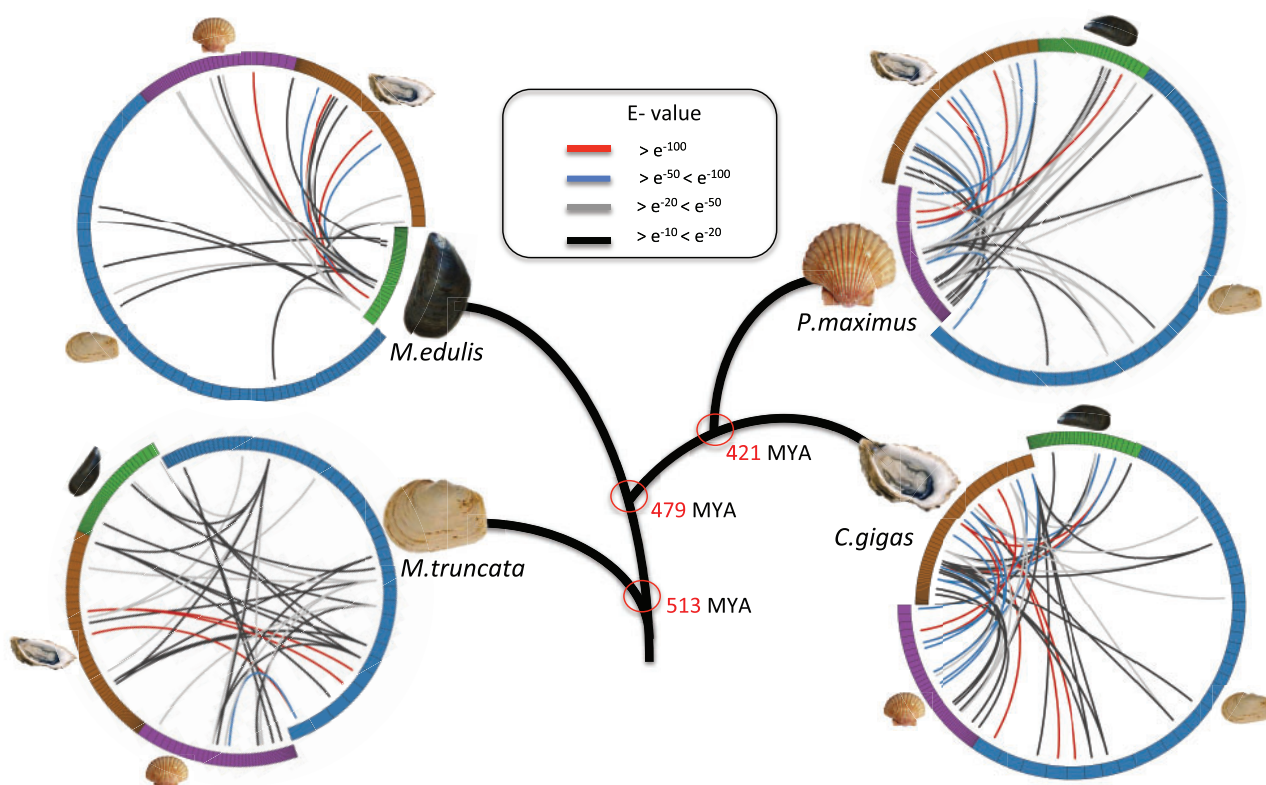 E- value
> e⁻¹⁰⁰
> e⁻⁵⁰ < e⁻¹⁰⁰
> e⁻²⁰ < e⁻⁵⁰
> e⁻¹⁰ < e⁻²⁰
P.maximus
M.edulis
421 MYA
479 MYA
C.gigas
M.truncata
513 MYA